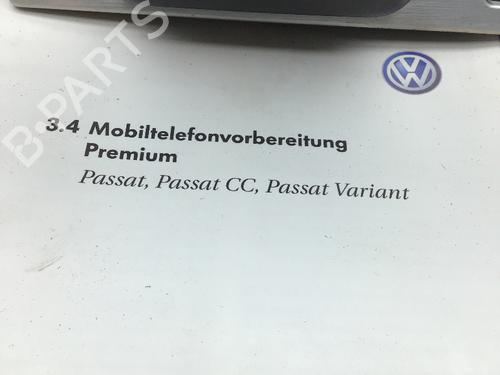 B-PARTS
3.4 Mobiltelefonvorbereitung
Premium
Passat, Passat CC, Passat Variant